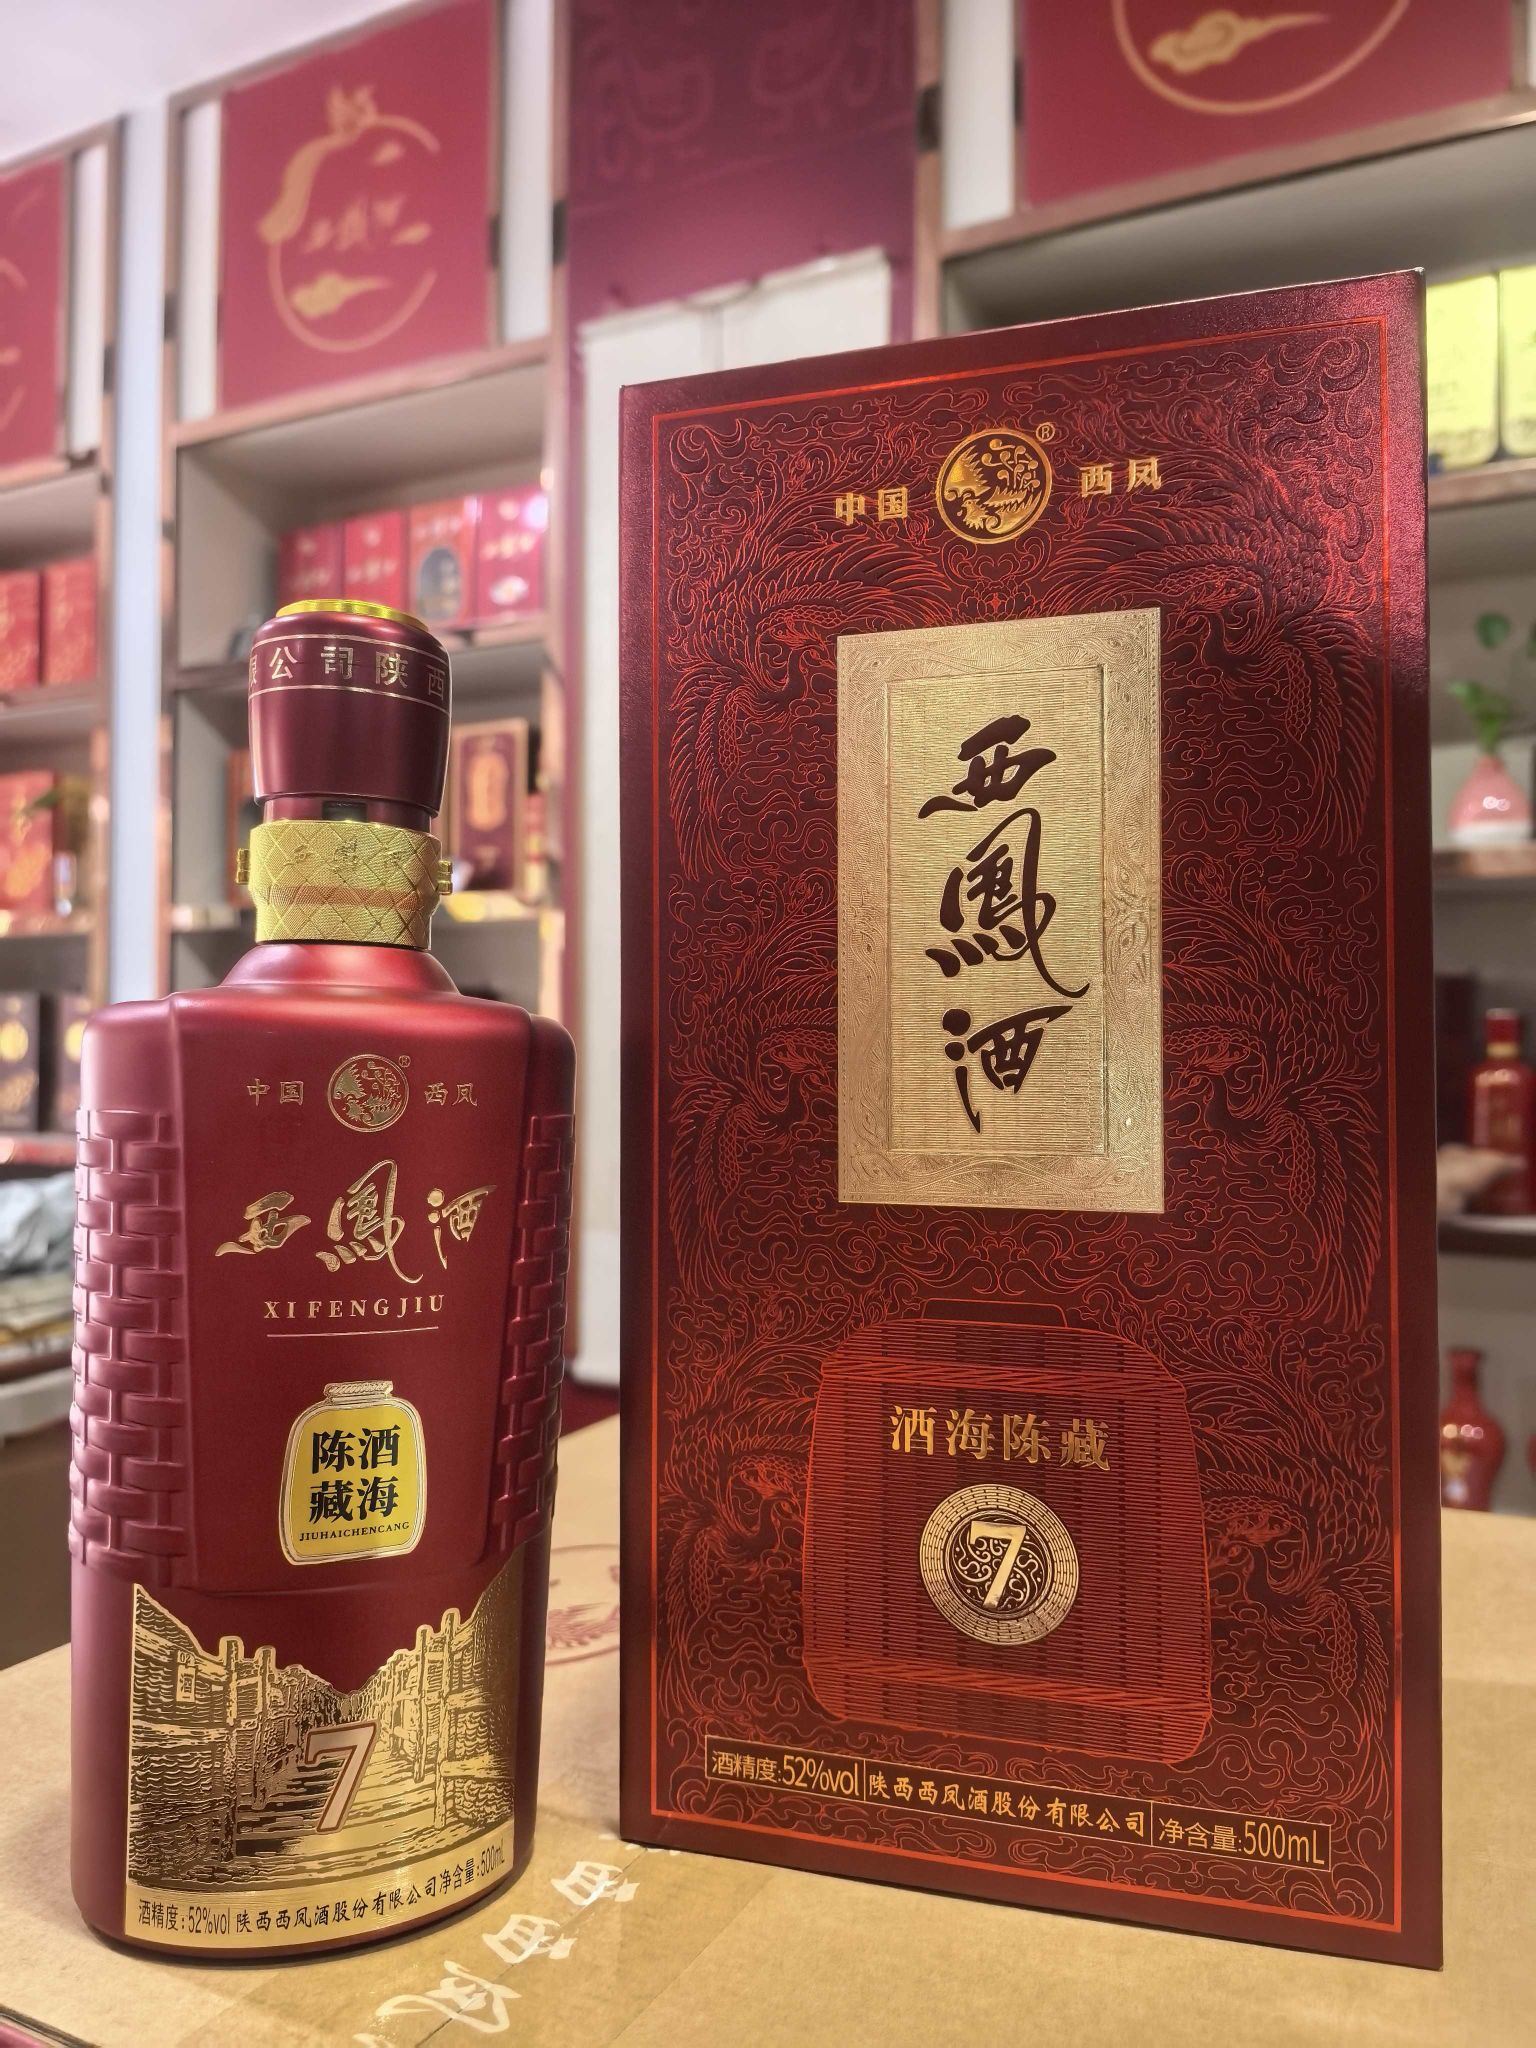 限公司陕西
中国 西凤
西鳳酒
XIFENGJIU
陈酒
藏海
JIUHAICHENCANG
酒
7
酒精度:52%vol 陕西西凤酒股份有限公司 净含量:500mL
中国 ® 西凤
西
鳳
酒
酒海陈藏
7
酒精度:52%vol 陕西西凤酒股份有限公司 净含量:500mL